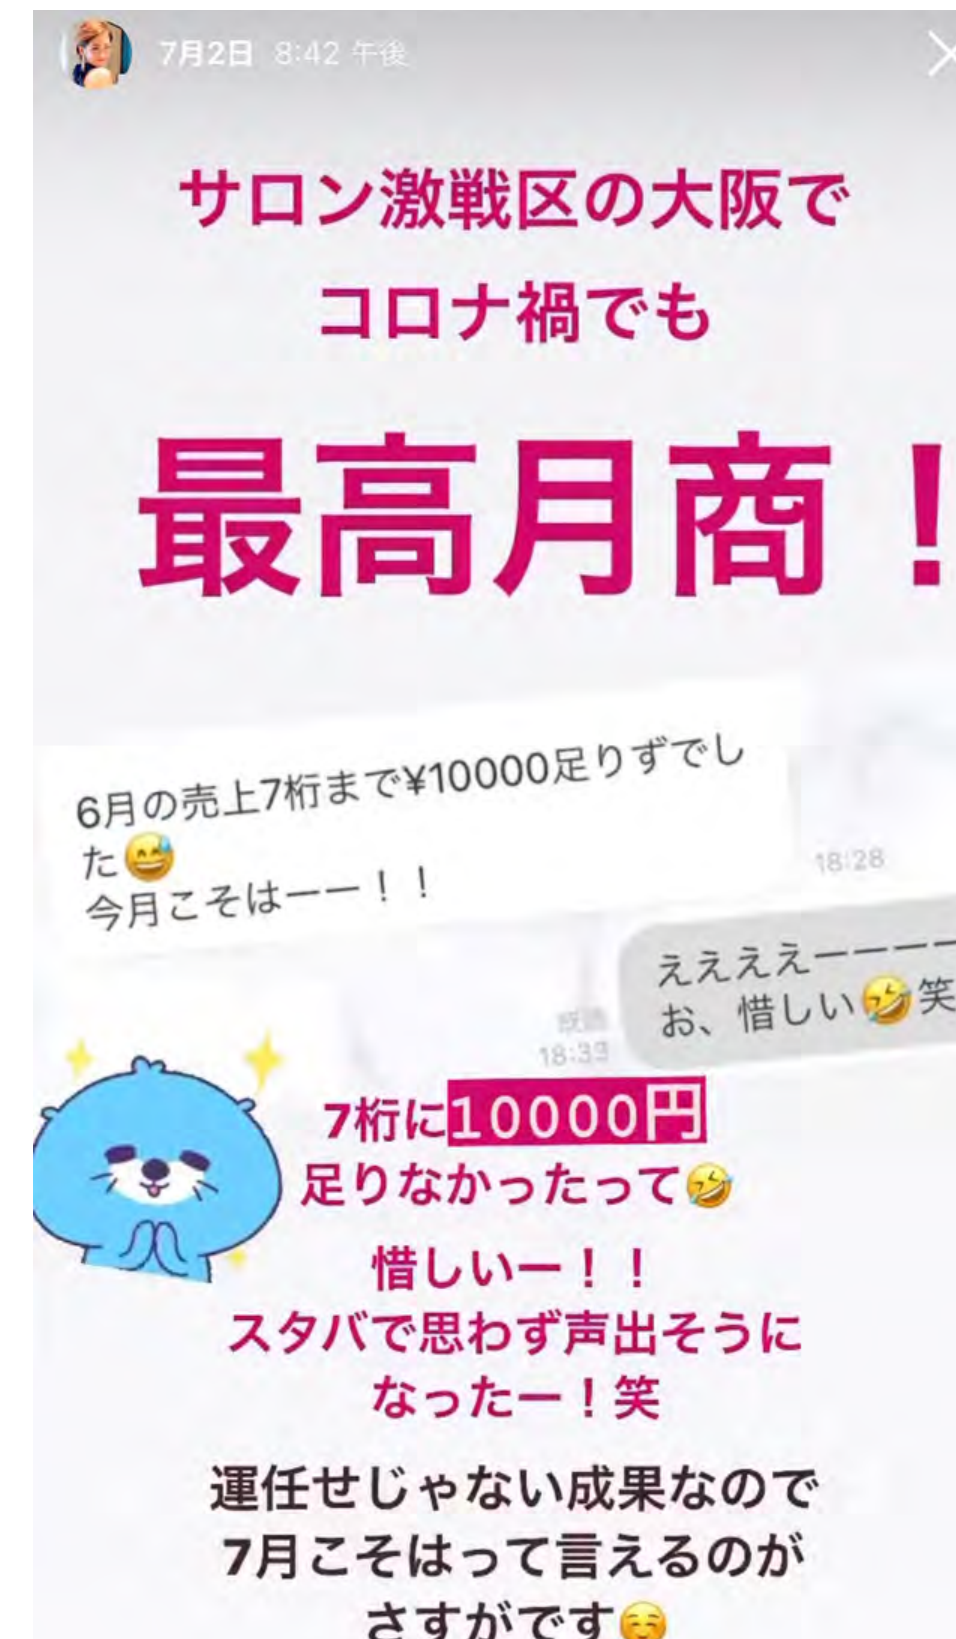 7月2日 8:42 午後
サロン激戦区の大阪で
コロナ禍でも
最高月商！
6月の売上7桁まで¥10000足りずでし
た😅
今月こそはーー！！
18:28
ええええーーーー
お、惜しい🤣笑
既読
18:33
7桁に10000円
足りなかったって🤣
惜しいー！！
スタバで思わず声出そうに
なったー！笑
運任せじゃない成果なので
7月こそはって言えるのが
さすがです☺️